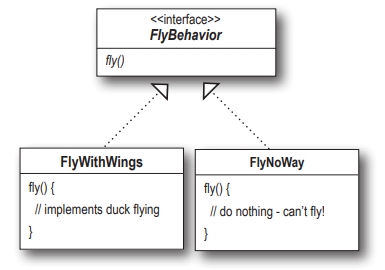 <<interface>>
FlyBehavior
fly()
FlyWithWings
fly() {
// implements duck flying
}
FlyNoWay
fly() {
// do nothing - can't fly!
}